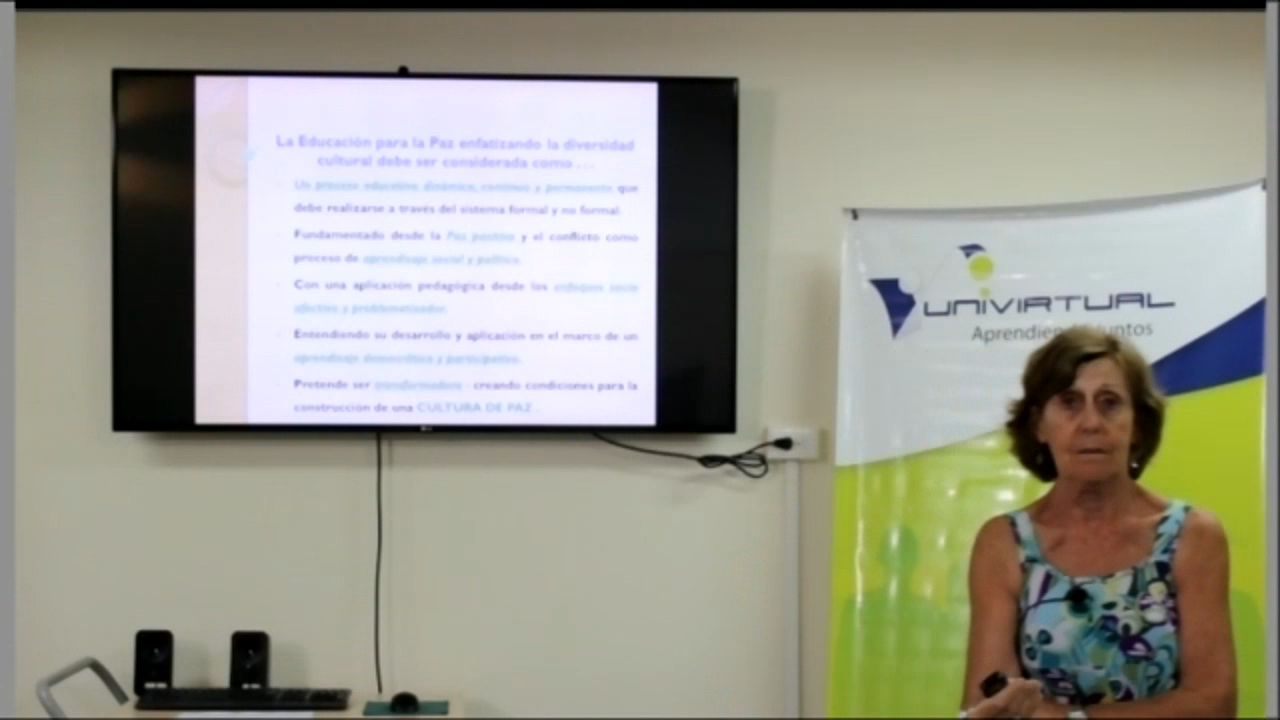 La Educación para la Paz enfatizando la diversidad
cultural debe ser considerada como ...
Un proceso educativo dinámico, continuo y permanente que
debe realizarse a través del sistema formal y no formal.
Fundamentado desde la Paz positiva y el conflicto como
proceso de aprendizaje social y político.
Con una aplicación pedagógica desde los enfoques socio
afectivo y problematizador.
Entendiendo su desarrollo y aplicación en el marco de un
aprendizaje democrático y participativo.
Pretende ser transformadora - creando condiciones para la
construcción de una CULTURA DE PAZ.
UNIVIRTUAL
Aprendien Juntos
LG